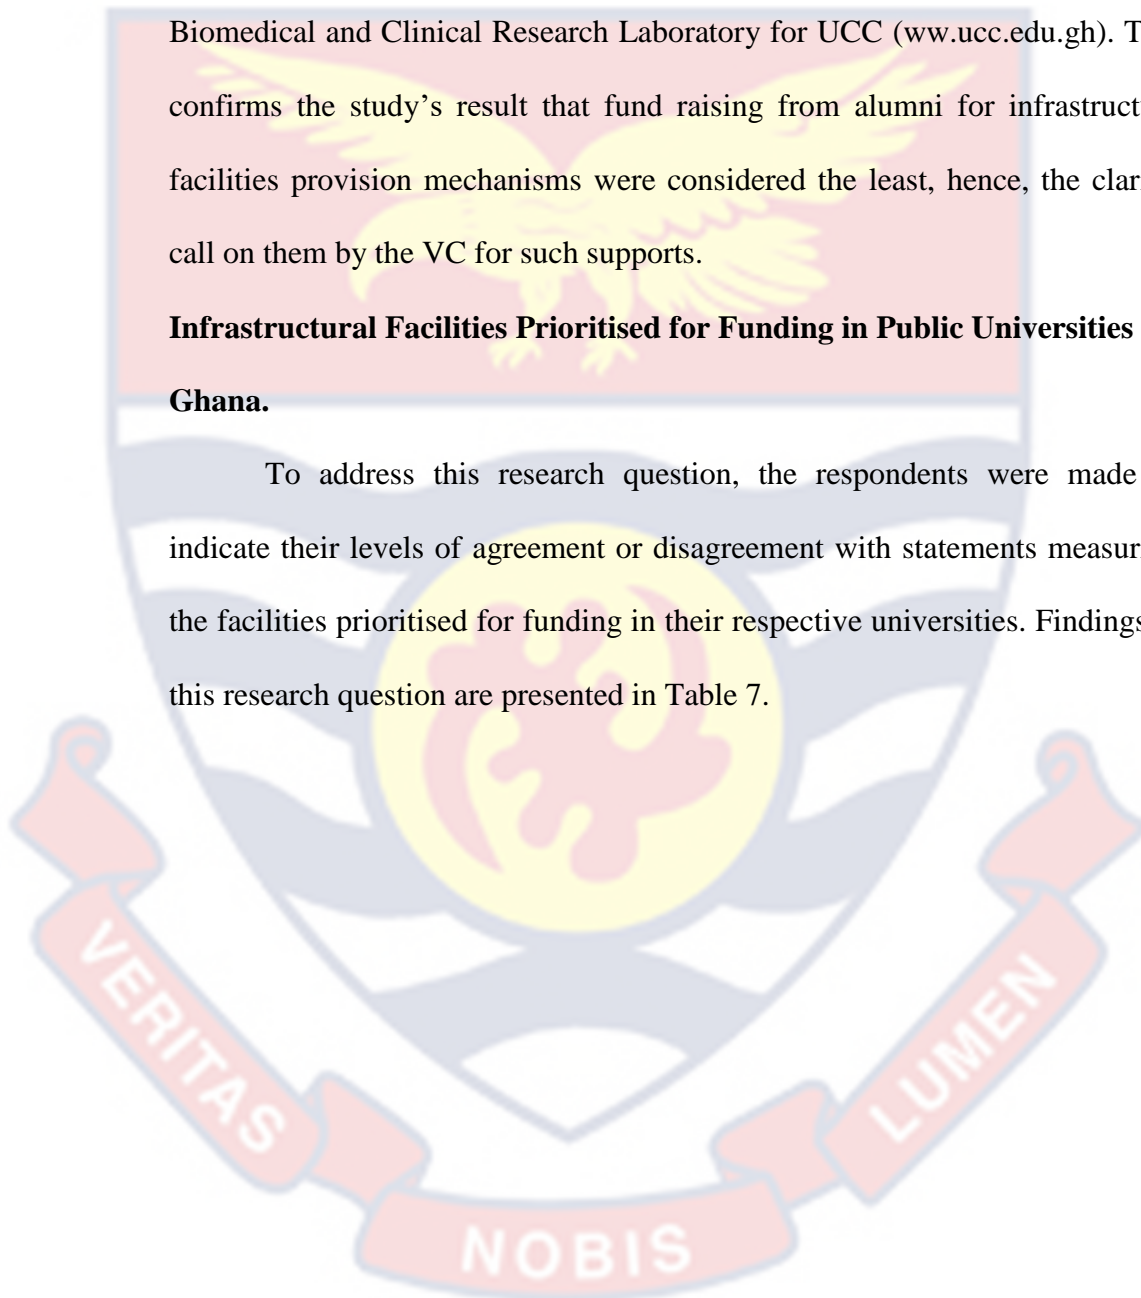 Biomedical and Clinical Research Laboratory for UCC (ww.ucc.edu.gh). T
confirms the study's result that fund raising from alumni for infrastruct
facilities provision mechanisms were considered the least, hence, the clar
call on them by the VC for such supports.
Infrastructural Facilities Prioritised for Funding in Public Universities
Ghana.
To address this research question, the respondents were made
indicate their levels of agreement or disagreement with statements measur
the facilities prioritised for funding in their respective universities. Findings
this research question are presented in Table 7.
VERITAS
NOBIS
LUMEN